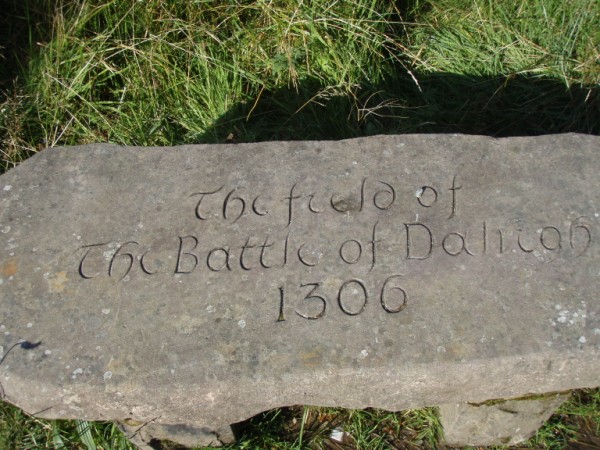 The field of
The Battle of Dalrigh
1306